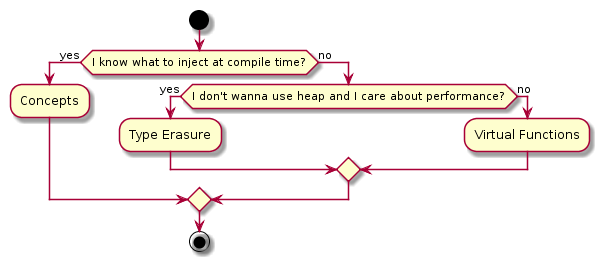 yes
I know what to inject at compile time?
no
Concepts
yes
I don't wanna use heap and I care about performance?
no
Type Erasure
Virtual Functions